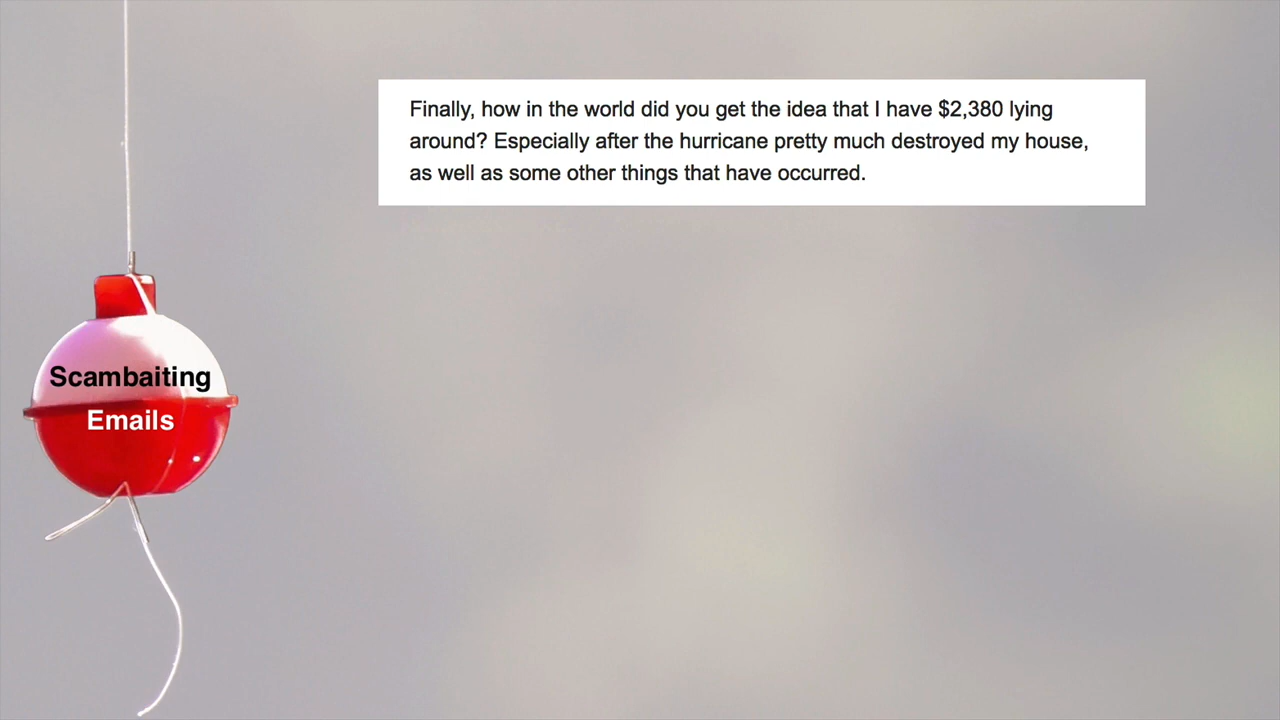 Finally, how in the world did you get the idea that I have $2,380 lying
around? Especially after the hurricane pretty much destroyed my house,
as well as some other things that have occurred.
Scambaiting
Emails